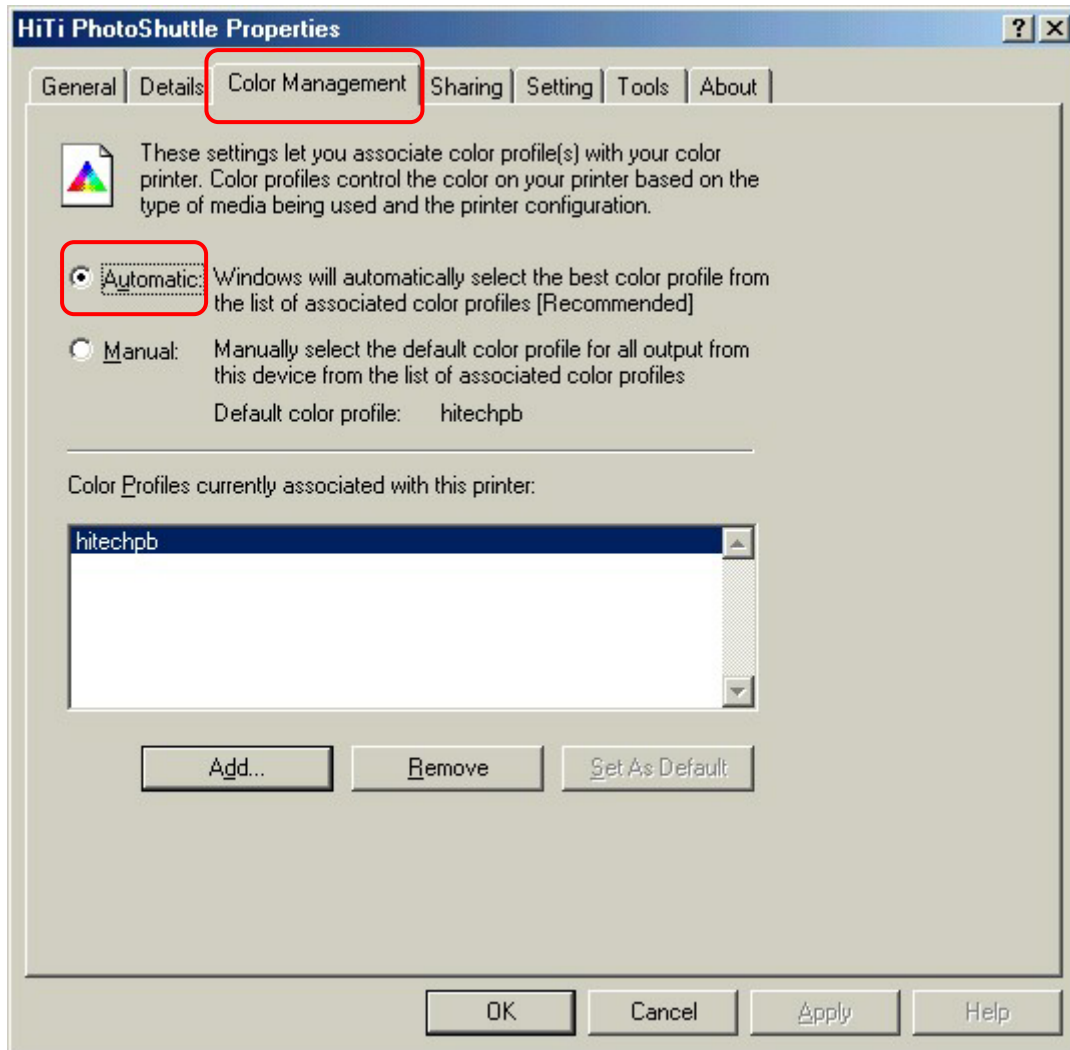 HiTi PhotoShuttle Properties
General Details Color Management Sharing Setting Tools About
These settings let you associate color profile(s) with your color
printer. Color profiles control the color on your printer based on the
type of media being used and the printer configuration.
Automatic: Windows will automatically select the best color profile from
the list of associated color profiles [Recommended]
Manual: Manually select the default color profile for all output from
this device from the list of associated color profiles
Default color profile: hitechpb
Color Profiles currently associated with this printer:
hitechpb
Add... Remove Set As Default
OK Cancel Apply Help